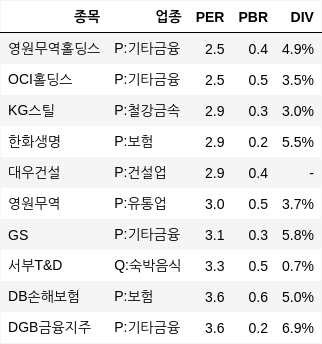 종목 업종 PER PBR DIV
영원무역홀딩스 P:기타금융 2.5 0.4 4.9%
OCI홀딩스 P:기타금융 2.5 0.5 3.5%
KG스틸 P:철강금속 2.9 0.3 3.0%
한화생명 P:보험 2.9 0.2 5.5%
대우건설 P:건설업 2.9 0.4 -
영원무역 P:유통업 3.0 0.5 3.7%
GS P:기타금융 3.1 0.3 5.8%
서부T&D Q:숙박음식 3.3 0.5 0.7%
DB손해보험 P:보험 3.6 0.6 5.0%
DGB금융지주 P:기타금융 3.6 0.2 6.9%